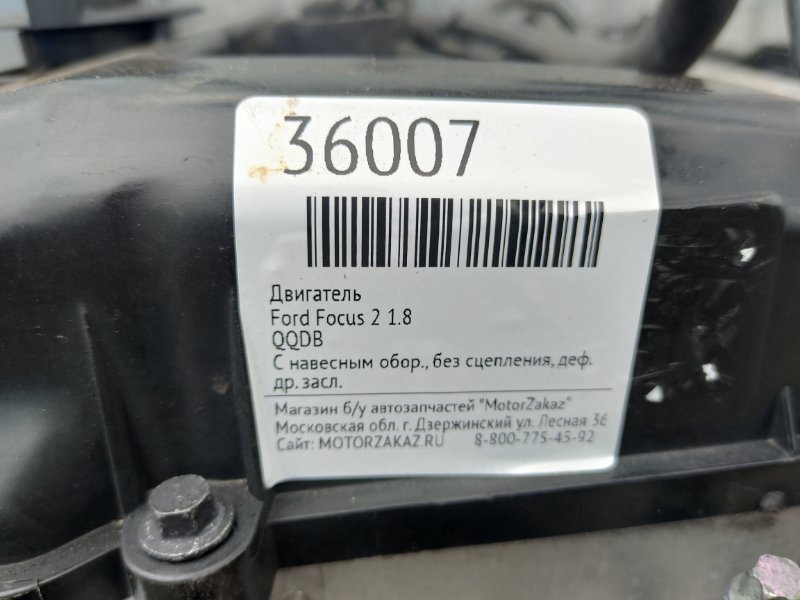 36007
Двигатель
Ford Focus 2 1.8
QQDB
С навесным обор., без сцепления, деф.
др. засл.
Магазин б/у автозапчастей "MotorZakaz"
Московская обл. г. Дзержинский ул. Лесная 36
Сайт: MOTORZAKAZ.RU 8-800-775-45-92